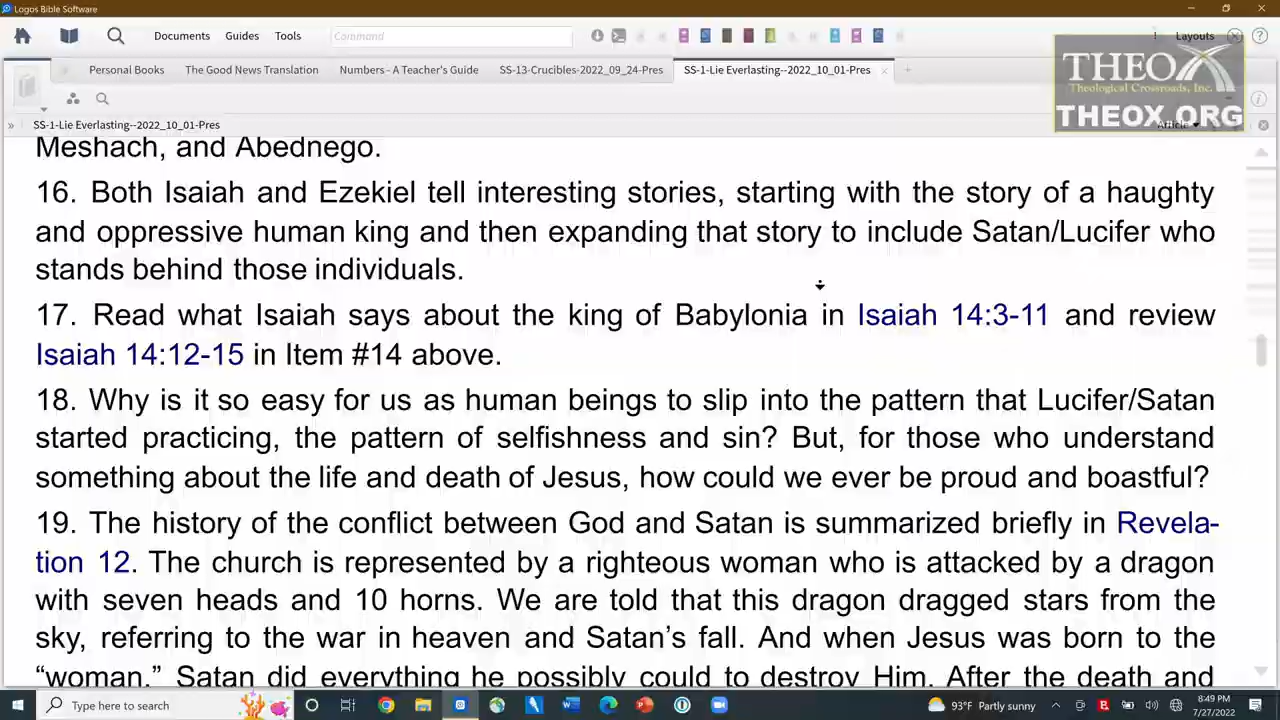 Logos Bible Software
Documents Guides Tools Command Layouts
THEOX
Theological Crossroads, Inc.
THEOX.ORG
Personal Books The Good News Translation Numbers - A Teacher's Guide SS-13-Crucibles-2022_09_24-Pres SS-1-Lie Everlasting--2022_10_01-Pres
SS-1-Lie Everlasting--2022_10_01-Pres Article
Meshach, and Abednego.
16. Both Isaiah and Ezekiel tell interesting stories, starting with the story of a haughty
and oppressive human king and then expanding that story to include Satan/Lucifer who
stands behind those individuals.
17. Read what Isaiah says about the king of Babylonia in Isaiah 14:3-11 and review
Isaiah 14:12-15 in Item #14 above.
18. Why is it so easy for us as human beings to slip into the pattern that Lucifer/Satan
started practicing, the pattern of selfishness and sin? But, for those who understand
something about the life and death of Jesus, how could we ever be proud and boastful?
19. The history of the conflict between God and Satan is summarized briefly in Revela-
tion 12. The church is represented by a righteous woman who is attacked by a dragon
with seven heads and 10 horns. We are told that this dragon dragged stars from the
sky, referring to the war in heaven and Satan's fall. And when Jesus was born to the
“woman,” Satan did everything he possibly could to destroy Him. After the death and
Type here to search 93°F Partly sunny 8:49 PM
7/27/2022